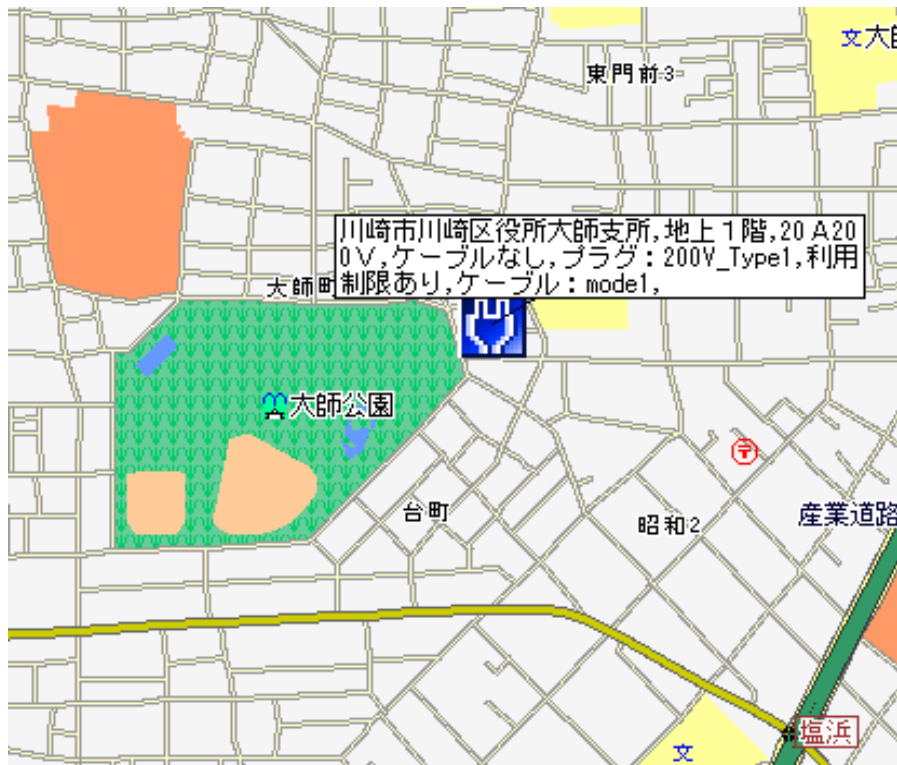 文大師
東門前3
川崎市川崎区役所大師支所,地上1階,20A20
0V,ケーブルなし,プラグ:200V_Type1,利用
制限あり,ケーブル:mode1,
大師町
大師公園
台町
昭和2
産業道路
塩浜
文